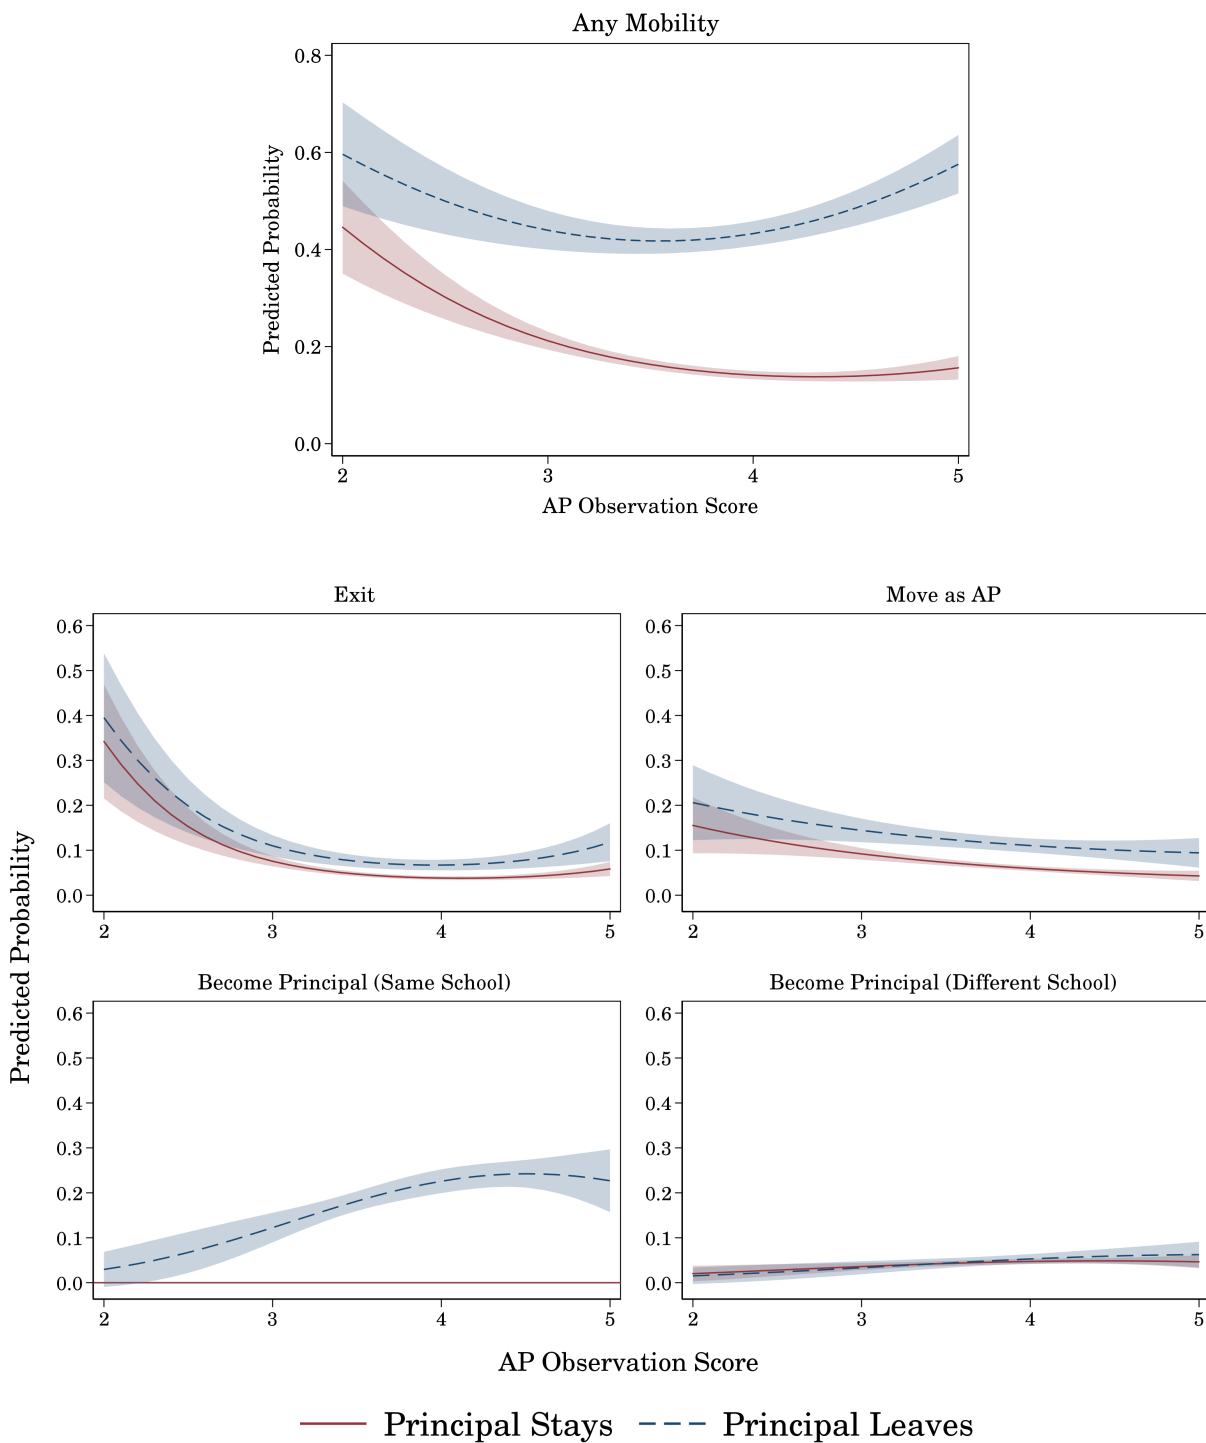 Any Mobility
0.8
0.6
0.4
0.2
0.0
Predicted Probability
2 3 4 5
AP Observation Score
Exit
0.6
0.5
0.4
0.3
0.2
0.1
0.0
2 3 4 5
Move as AP
0.6
0.5
0.4
0.3
0.2
0.1
0.0
2 3 4 5
Predicted Probability
Become Principal (Same School)
0.6
0.5
0.4
0.3
0.2
0.1
0.0
2 3 4 5
Become Principal (Different School)
0.6
0.5
0.4
0.3
0.2
0.1
0.0
2 3 4 5
AP Observation Score
Principal Stays Principal Leaves